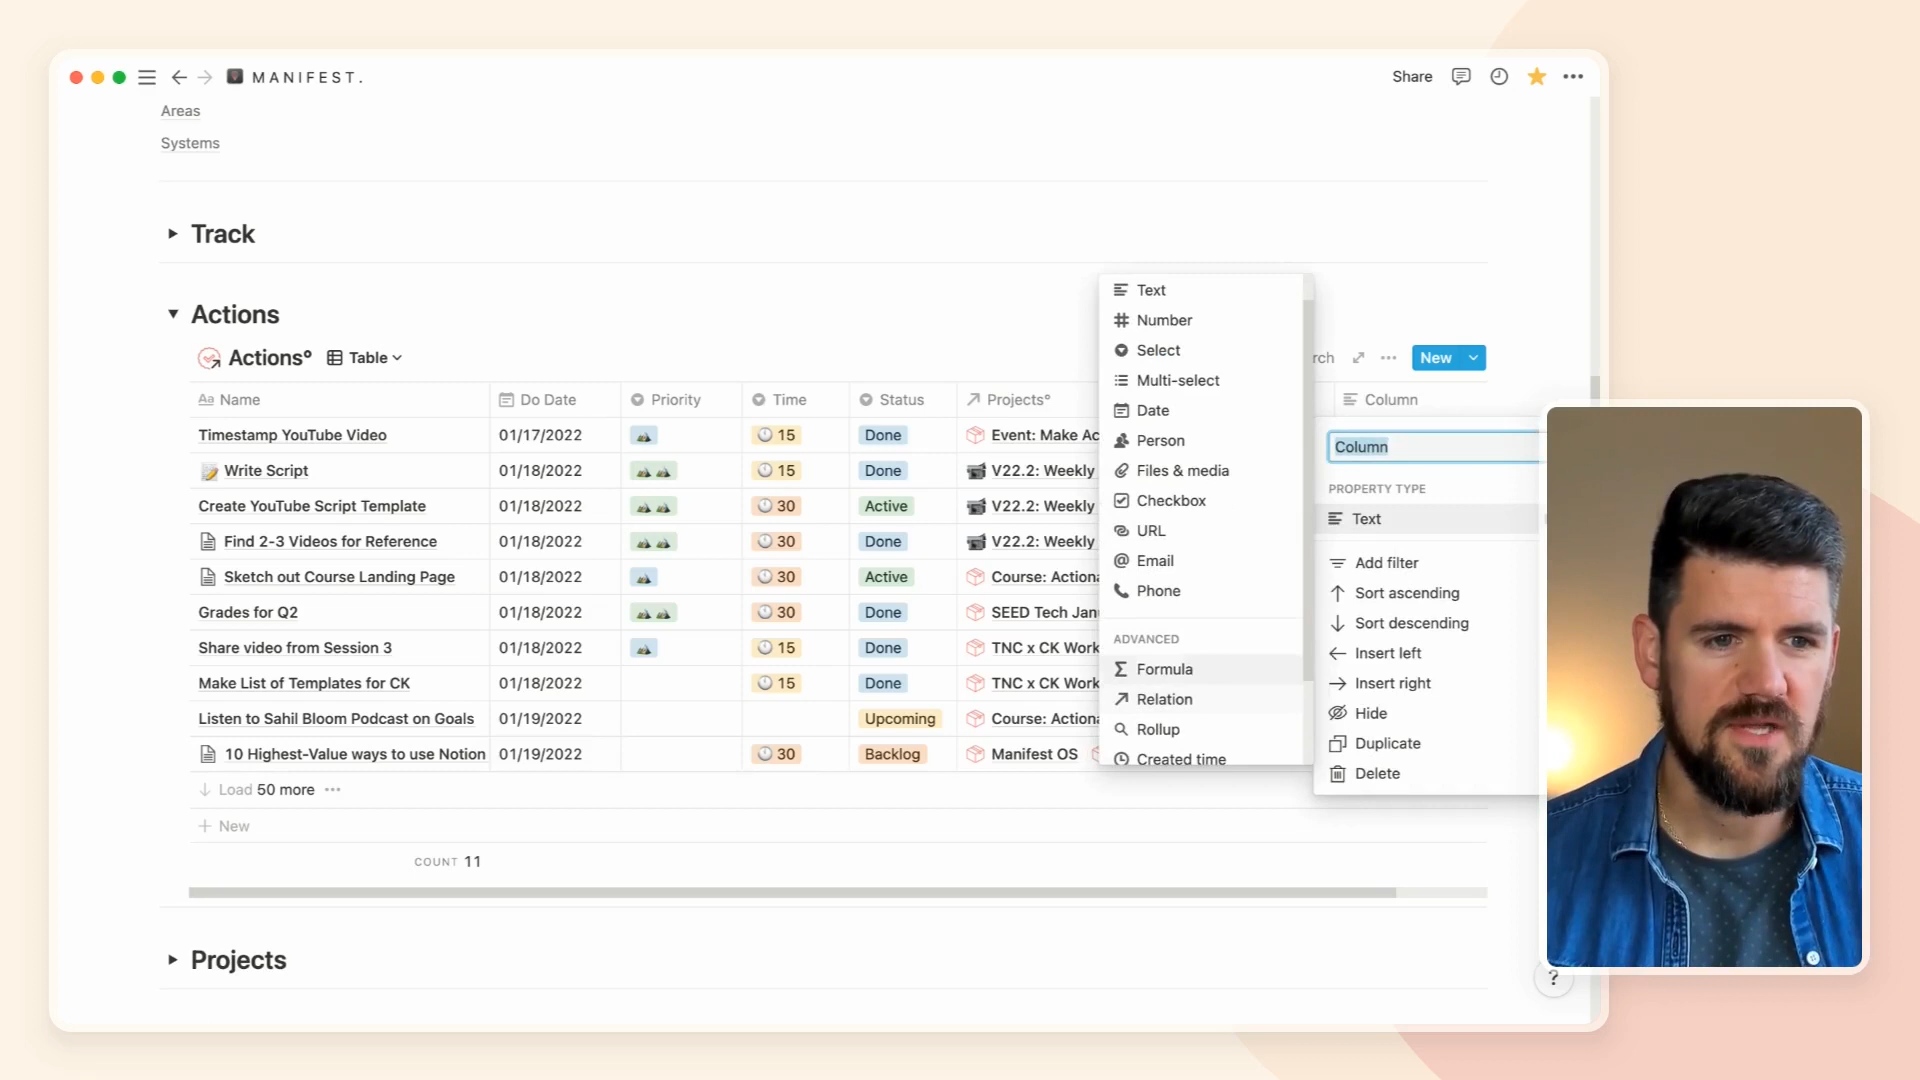 MANIFEST.
Share
Areas
Systems
Track
Actions
Actions°
Table
rch
New
Aa Name
Do Date
Priority
Time
Status
Projects°
Column
Timestamp YouTube Video 01/17/2022 15 Done Event: Make Ac
Write Script 01/18/2022 15 Done V22.2: Weekly
Create YouTube Script Template 01/18/2022 30 Active V22.2: Weekly
Find 2-3 Videos for Reference 01/18/2022 30 Done V22.2: Weekly
Sketch out Course Landing Page 01/18/2022 30 Active Course: Actiona
Grades for Q2 01/18/2022 30 Done SEED Tech Jan
Share video from Session 3 01/18/2022 15 Done TNC x CK Work
Make List of Templates for CK 01/18/2022 15 Done TNC x CK Work
Listen to Sahil Bloom Podcast on Goals 01/19/2022 Upcoming Course: Actiona
10 Highest-Value ways to use Notion 01/19/2022 30 Backlog Manifest OS
Load 50 more
New
COUNT 11
Text
Number
Select
Multi-select
Date
Person
Files & media
Checkbox
URL
Email
Phone
ADVANCED
Formula
Relation
Rollup
Created time
Column
PROPERTY TYPE
Text
Add filter
Sort ascending
Sort descending
Insert left
Insert right
Hide
Duplicate
Delete
Projects
?